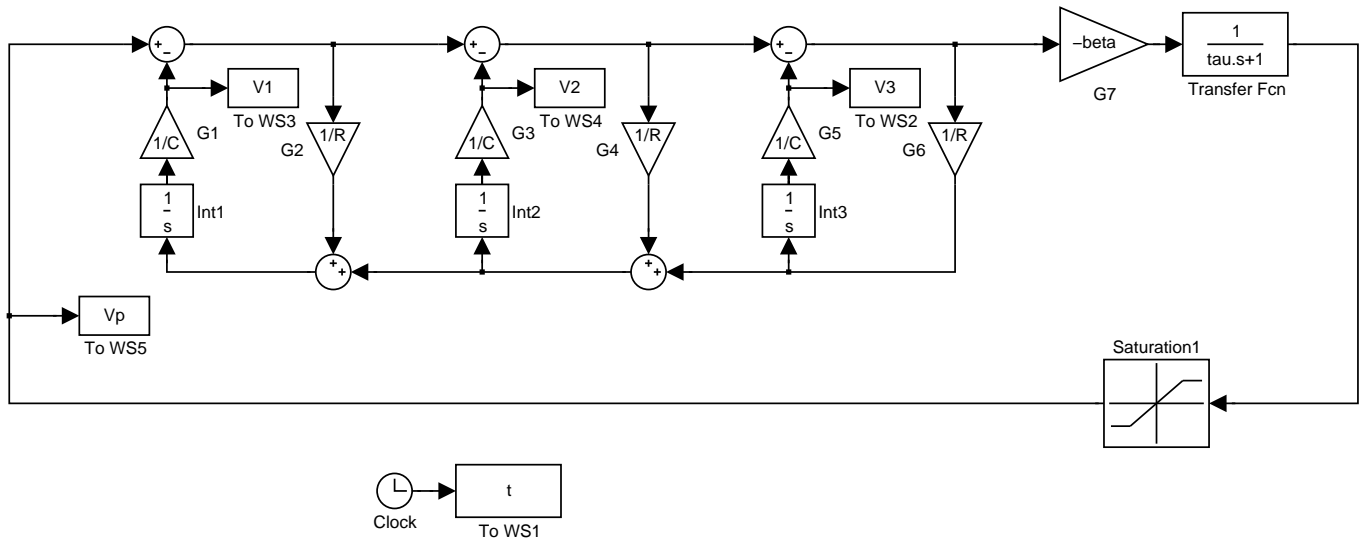 +
−
+
−
+
−
−beta
1
tau.s+1
Transfer Fcn
G7
V1
To WS3
V2
To WS4
V3
To WS2
1/C
G1
G2
1/R
1/C
G3
G4
1/R
1/C
G5
G6
1/R
1
s
Int1
1
s
Int2
1
s
Int3
+
+
+
+
Vp
To WS5
Saturation1
Clock
t
To WS1